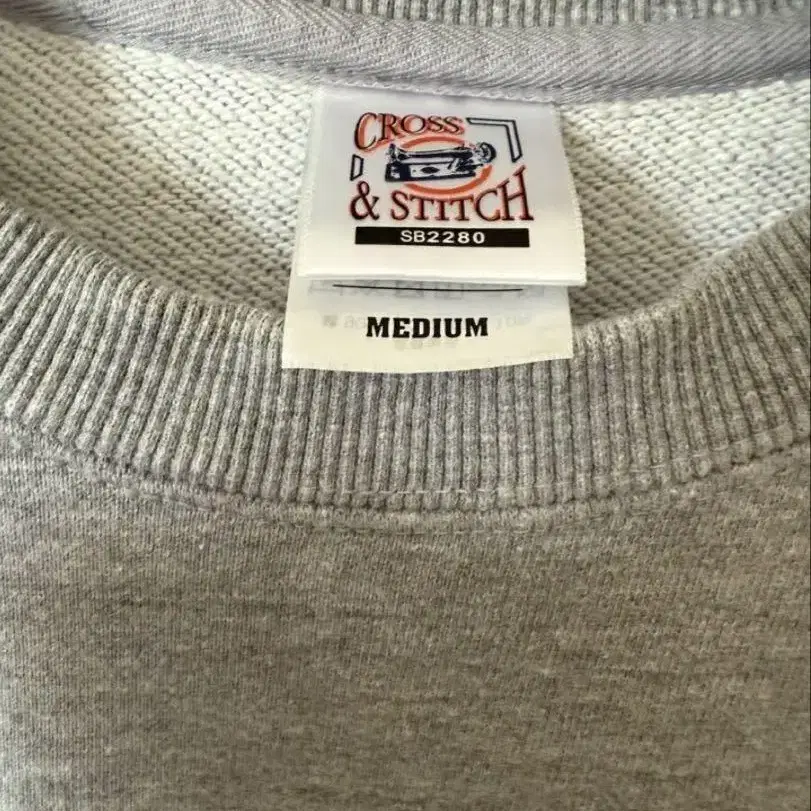 CROSS
& STITCH
SB2280
MEDIUM